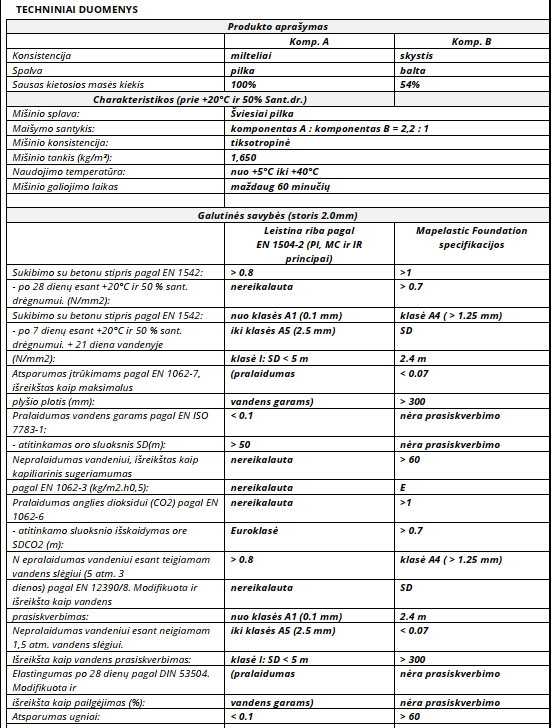 TECHNINIAI DUOMENYS
Produkto aprašymas
Komp. A Komp. B
Konsistencija milteliai skystis
Spalva pilka balta
Sausas kietosios masės kiekis 100% 54%
Charakteristikos (prie +20°C ir 50% Sant.dr.)
Mišinio splava: Šviesiai pilka
Maišymo santykis: komponentas A : komponentas B = 2,2 : 1
Mišinio konsistencija: tiksotropinė
Mišinio tankis (kg/m³): 1,650
Naudojimo temperatūra: nuo +5°C iki +40°C
Mišinio galiojimo laikas maždaug 60 minučių
Galutinės savybės (storis 2.0mm)
Leistina riba pagal Mapelastic Foundation
EN 1504-2 (PI, MC ir IR specifikacijos
principai)
Sukibimo su betonu stipris pagal EN 1542: > 0.8 >1
- po 28 dienų esant +20°C ir 50 % sant. nereikalauta > 0.7
drėgnumui. (N/mm2):
Sukibimo su betonu stipris pagal EN 1542: nuo klasės A1 (0.1 mm) klasė A4 ( > 1.25 mm)
- po 7 dienų esant +20°C ir 50 % sant. iki klasės A5 (2.5 mm) SD
drėgnumui. + 21 diena vandenyje
(N/mm2): klasė I: SD < 5 m 2.4 m
Atsparumas įtrūkimams pagal EN 1062-7, (pralaidumas < 0.07
išreikštas kaip maksimalus
plyšio plotis (mm): vandens garams) > 300
Pralaidumas vandens garams pagal EN ISO < 0.1 nėra prasiskverbimo
7783-1:
- atitinkamas oro sluoksnis SD(m): > 50 nėra prasiskverbimo
Nepralaidumas vandeniui, išreikštas kaip nereikalauta > 60
kapiliarinis sugeriamumas
pagal EN 1062-3 (kg/m2.h0,5): nereikalauta E
Pralaidumas anglies dioksidui (CO2) pagal EN nereikalauta >1
1062-6
- atitinkamo sluoksnio išskaidymas ore Euroklasė > 0.7
SDCO2 (m):
N epralaidumas vandeniui esant teigiamam > 0.8 klasė A4 ( > 1.25 mm)
vandens slėgiui (5 atm. 3
dienos) pagal EN 12390/8. Modifikuota ir nereikalauta SD
išreikšta kaip vandens
prasiskverbimas: nuo klasės A1 (0.1 mm) 2.4 m
Nepralaidumas vandeniui esant neigiamam iki klasės A5 (2.5 mm) < 0.07
1,5 atm. vandens slėgiui.
Išreikšta kaip vandens prasiskverbimas: klasė I: SD < 5 m > 300
Elastingumas po 28 dienų pagal DIN 53504. (pralaidumas nėra prasiskverbimo
Modifikuota ir
išreikšta kaip pailgėjimas (%): vandens garams) nėra prasiskverbimo
Atsparumas ugniai: < 0.1 > 60